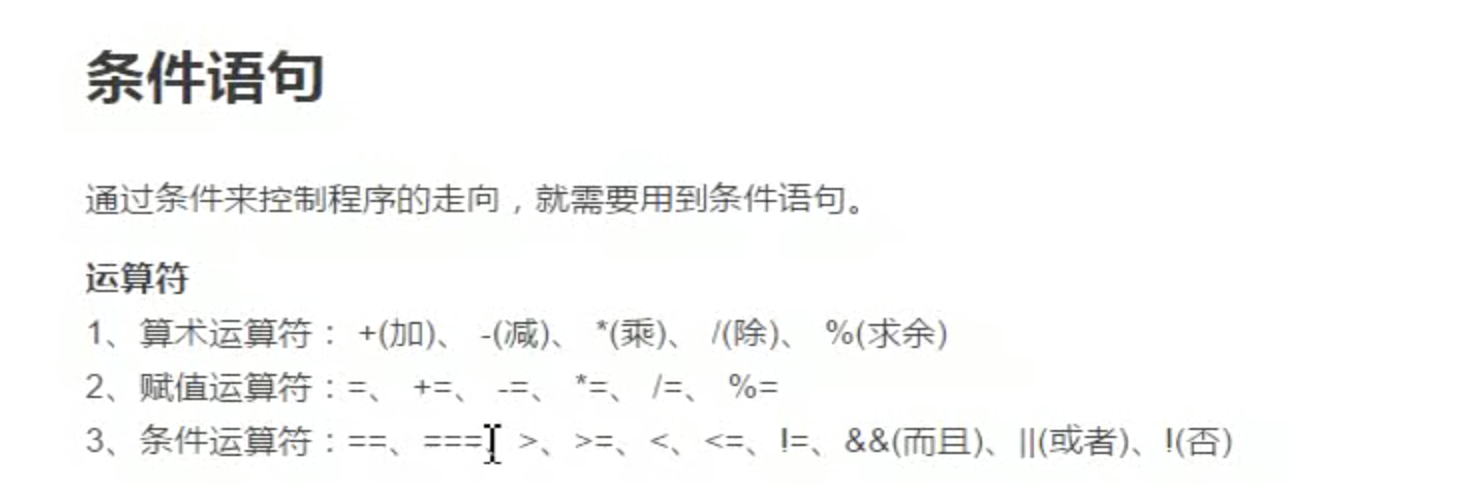 条件语句
通过条件来控制程序的走向，就需要用到条件语句。
运算符
1、算术运算符： +(加)、 -(减)、 *(乘)、 /(除)、 %(求余)
2、赋值运算符：=、 +=、 -=、 *=、 /=、 %=
3、条件运算符：==、===、>、>=、<、<=、!=、&&(而且)、||(或者)、!(否)